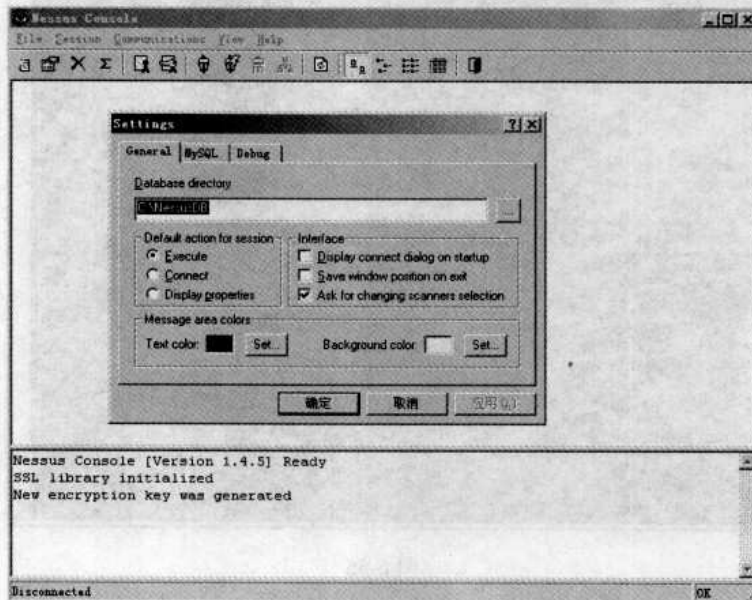 Nessus Console
File Session Communications View Help
Settings
General MySQL Debug
Database directory
C:\NessusDB
...
Default action for session
Execute
Connect
Display properties
Interface
Display connect dialog on startup
Save window position on exit
Ask for changing scanners selection
Message area colors
Text color: Set... Background color: Set...
确定 取消 应用(A)
Nessus Console [Version 1.4.5] Ready
SSL library initialized
New encryption key was generated
Disconnected OK